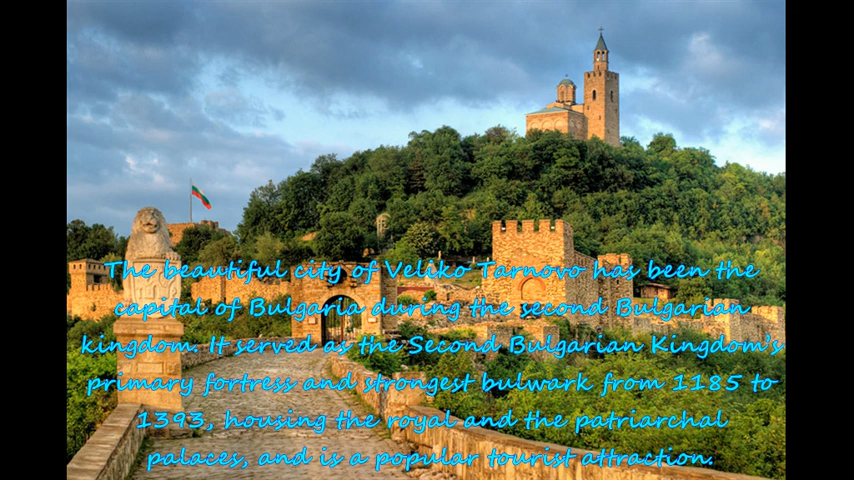 The beautiful city of Veliko Tarnovo has been the
capital of Bulgaria during the second Bulgarian
kingdom. It served as the Second Bulgarian Kingdom's
primary fortress and strongest bulwark from 1185 to
1393, housing the royal and the patriarchal
palaces, and is a popular tourist attraction.